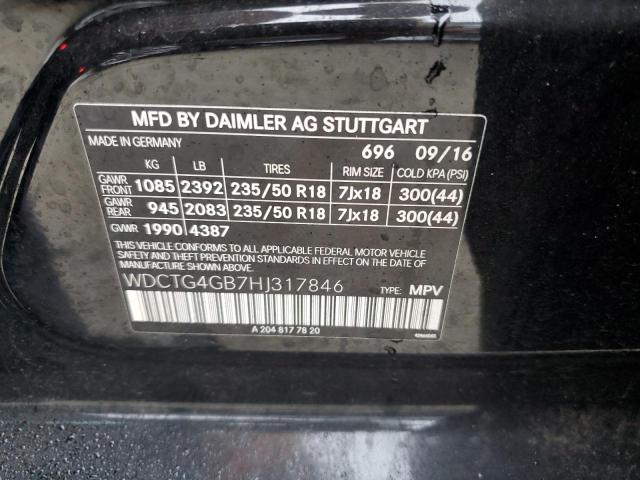 MFD BY DAIMLER AG STUTTGART
MADE IN GERMANY 696 09/16
KG LB TIRES RIM SIZE COLD KPA (PSI)
GAWR FRONT 1085 2392 235/50 R18 7Jx18 300(44)
GAWR REAR 945 2083 235/50 R18 7Jx18 300(44)
GVWR 1990 4387
THIS VEHICLE CONFORMS TO ALL APPLICABLE FEDERAL MOTOR VEHICLE
SAFETY AND THEFT PREVENTION STANDARDS IN EFFECT ON THE DATE
OF MANUFACTURE SHOWN ABOVE.
WDCTG4GB7HJ317846 TYPE: MPV
A 204 817 78 20